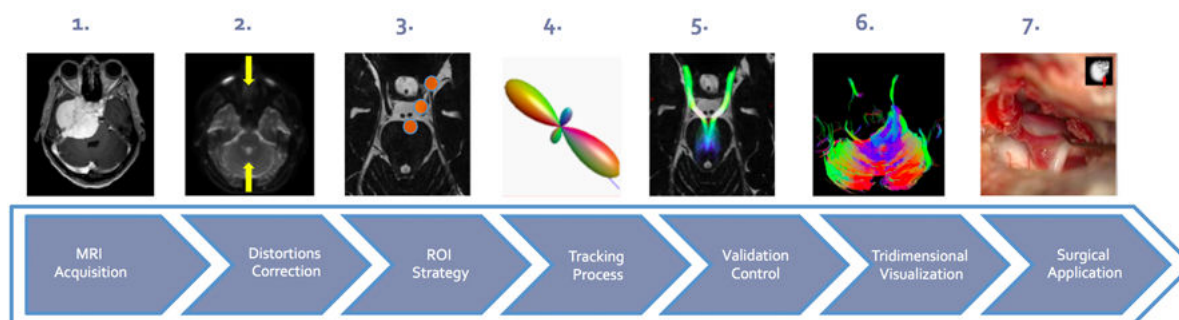 1. 2. 3. 4. 5. 6. 7.
MRI
Acquisition
Distortions
Correction
ROI
Strategy
Tracking
Process
Validation
Control
Tridimensional
Visualization
Surgical
Application